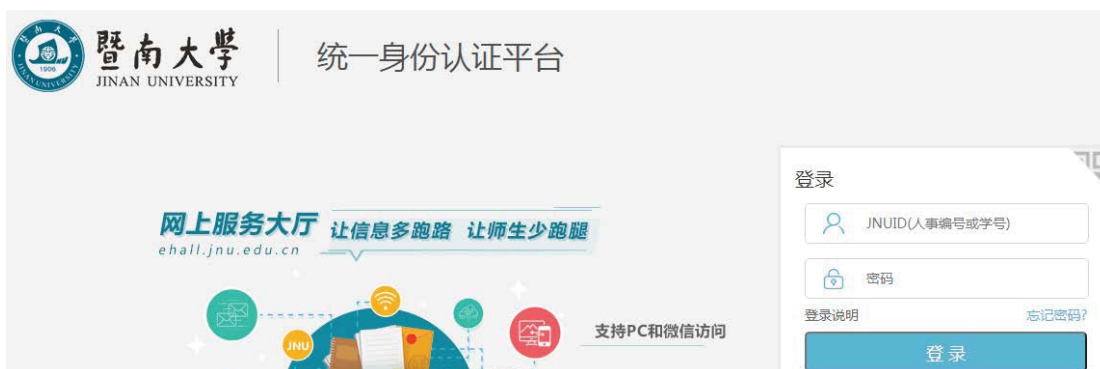 暨南大學
JINAN UNIVERSITY
统一身份认证平台
1906
登录
网上服务大厅 让信息多跑路 让师生少跑腿
ehall.jnu.edu.cn
JNUID(人事编号或学号)
密码
登录说明 忘记密码?
支持PC和微信访问
JNU
登 录